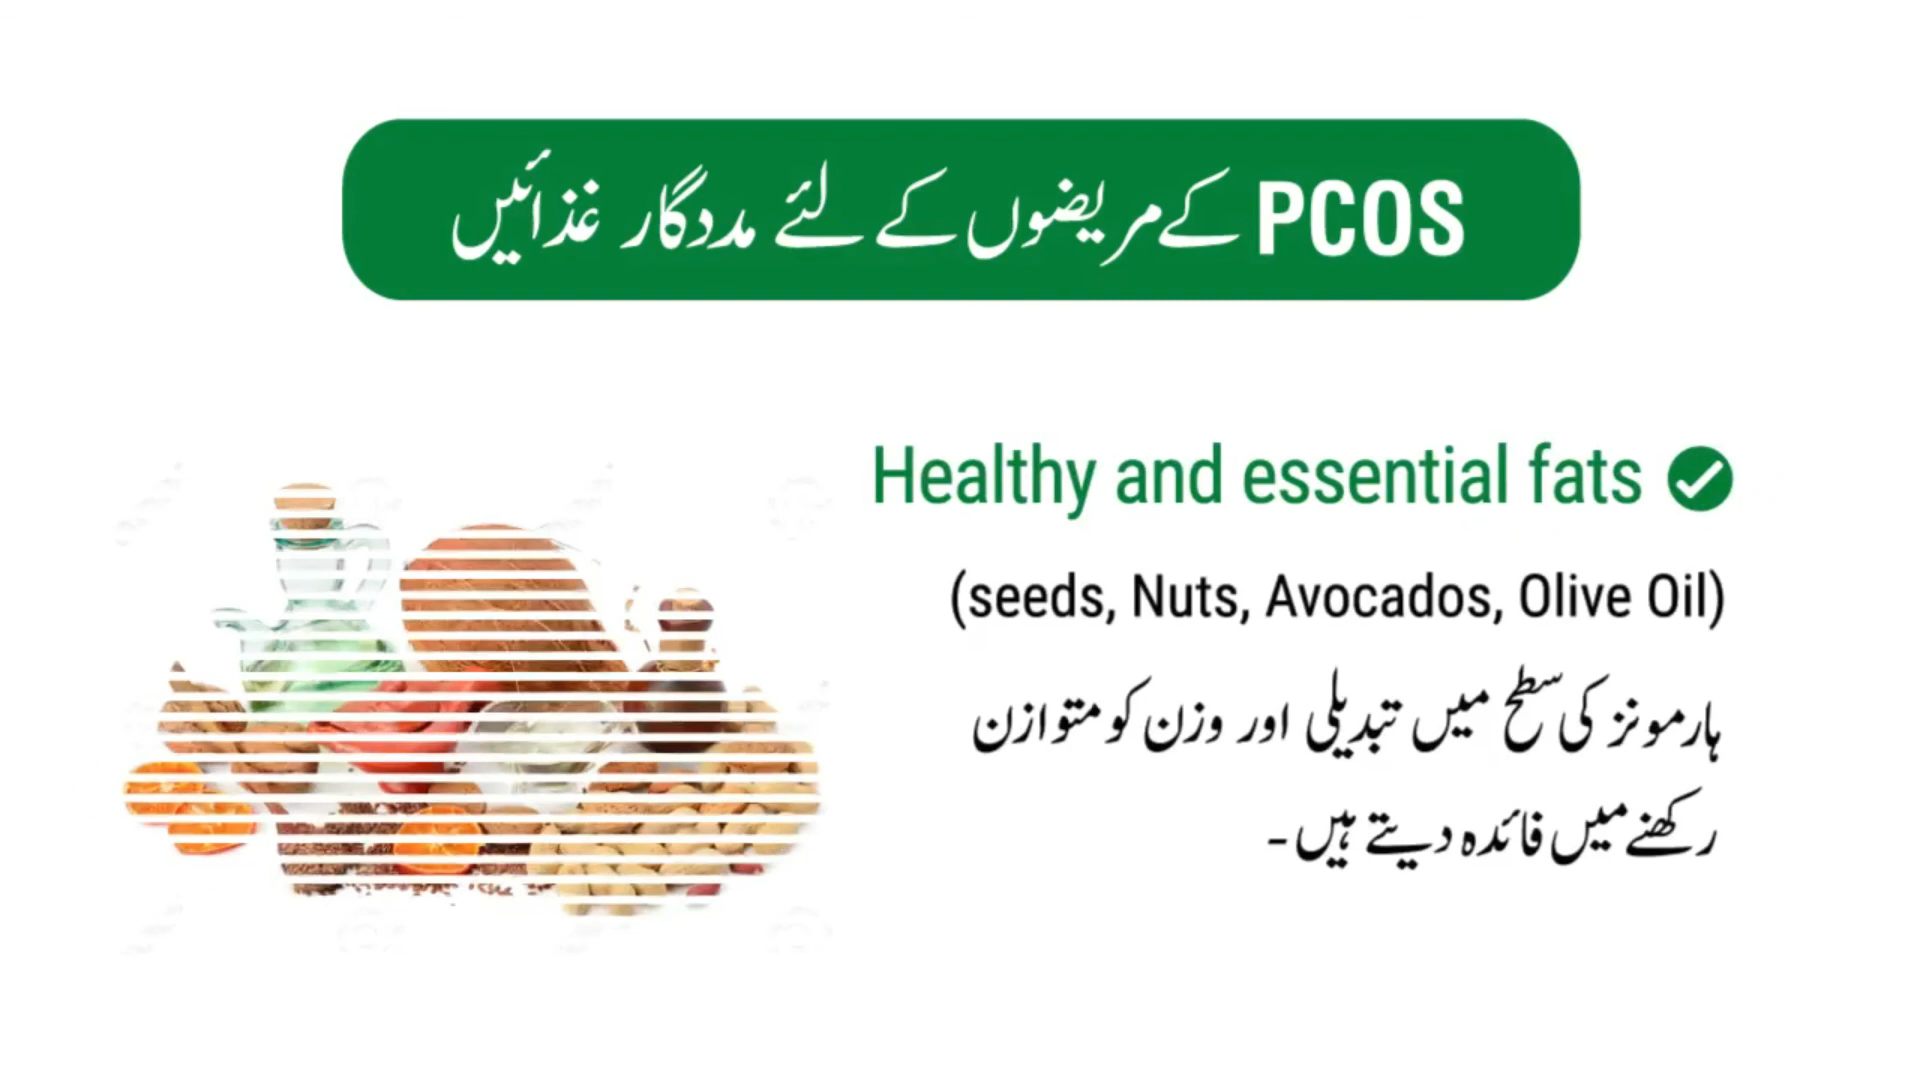 PCOS کے مریضوں کے لئے مددگار غذائیں
Healthy and essential fats
(seeds, Nuts, Avocados, Olive Oil)
ہارمونز کی سطح میں تبدیلی اور وزن کو متوازن
رکھنے میں فائدہ دیتے ہیں۔